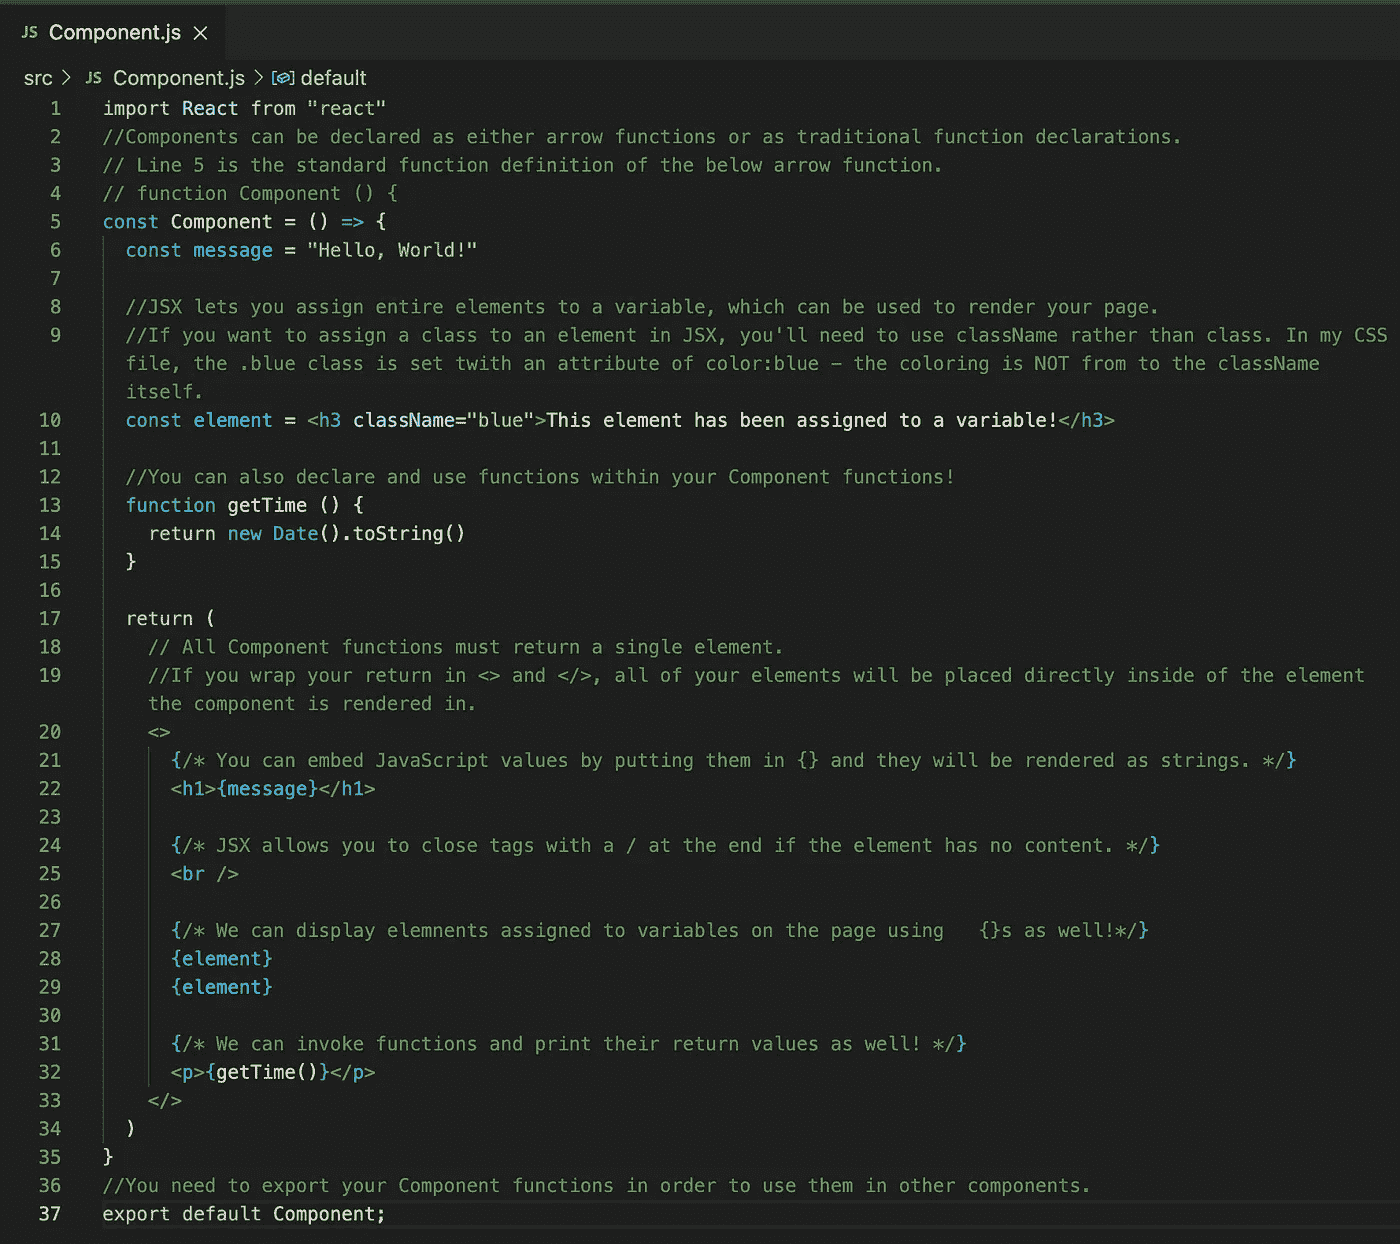 JS Component.js ×
src > JS Component.js > default
1 import React from "react"
2 //Components can be declared as either arrow functions or as traditional function declarations.
3 // Line 5 is the standard function definition of the below arrow function.
4 // function Component () {
5 const Component = () => {
6 const message = "Hello, World!"
7
8 //JSX lets you assign entire elements to a variable, which can be used to render your page.
9 //If you want to assign a class to an element in JSX, you'll need to use className rather than class. In my CSS
file, the .blue class is set twith an attribute of color:blue – the coloring is NOT from to the className
itself.
10 const element = <h3 className="blue">This element has been assigned to a variable!</h3>
11
12 //You can also declare and use functions within your Component functions!
13 function getTime () {
14 return new Date().toString()
15 }
16
17 return (
18 // All Component functions must return a single element.
19 //If you wrap your return in <> and </>, all of your elements will be placed directly inside of the element
the component is rendered in.
20 <>
21 {/* You can embed JavaScript values by putting them in {} and they will be rendered as strings. */}
22 <h1>{message}</h1>
23
24 {/* JSX allows you to close tags with a / at the end if the element has no content. */}
25 <br />
26
27 {/* We can display elemnents assigned to variables on the page using   {}s as well!*/}
28 {element}
29 {element}
30
31 {/* We can invoke functions and print their return values as well! */}
32 <p>{getTime()}</p>
33 </>
34 )
35 }
36 //You need to export your Component functions in order to use them in other components.
37 export default Component;